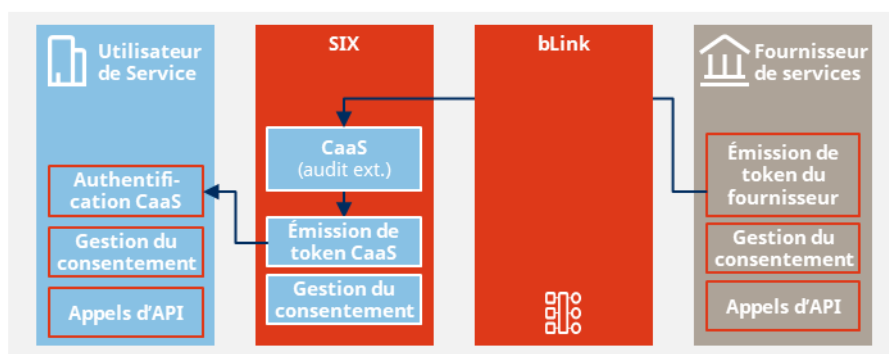 Utilisateur
de Service
Authentifi-
cation CaaS
Gestion du
consentement
Appels d'API
SIX
CaaS
(audit ext.)
Émission de
token CaaS
Gestion du
consentement
bLink
Fournisseur
de services
Émission de
token du
fournisseur
Gestion du
consentement
Appels d'API